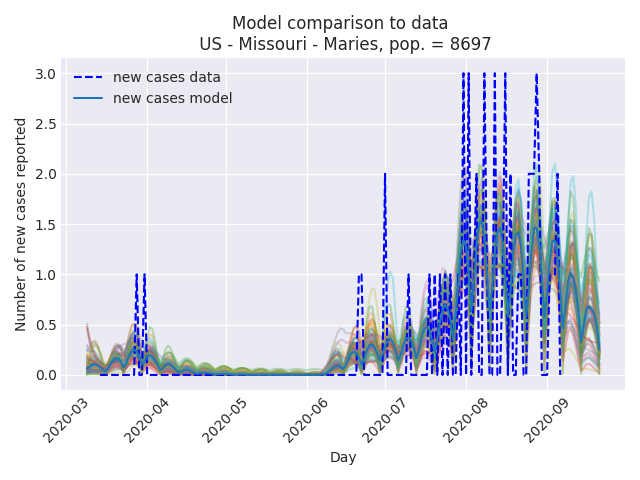 Model comparison to data
US - Missouri - Maries, pop. = 8697
new cases data
new cases model
Number of new cases reported
3.0
2.5
2.0
1.5
1.0
0.5
0.0
2020-03
2020-04
2020-05
2020-06
2020-07
2020-08
2020-09
Day